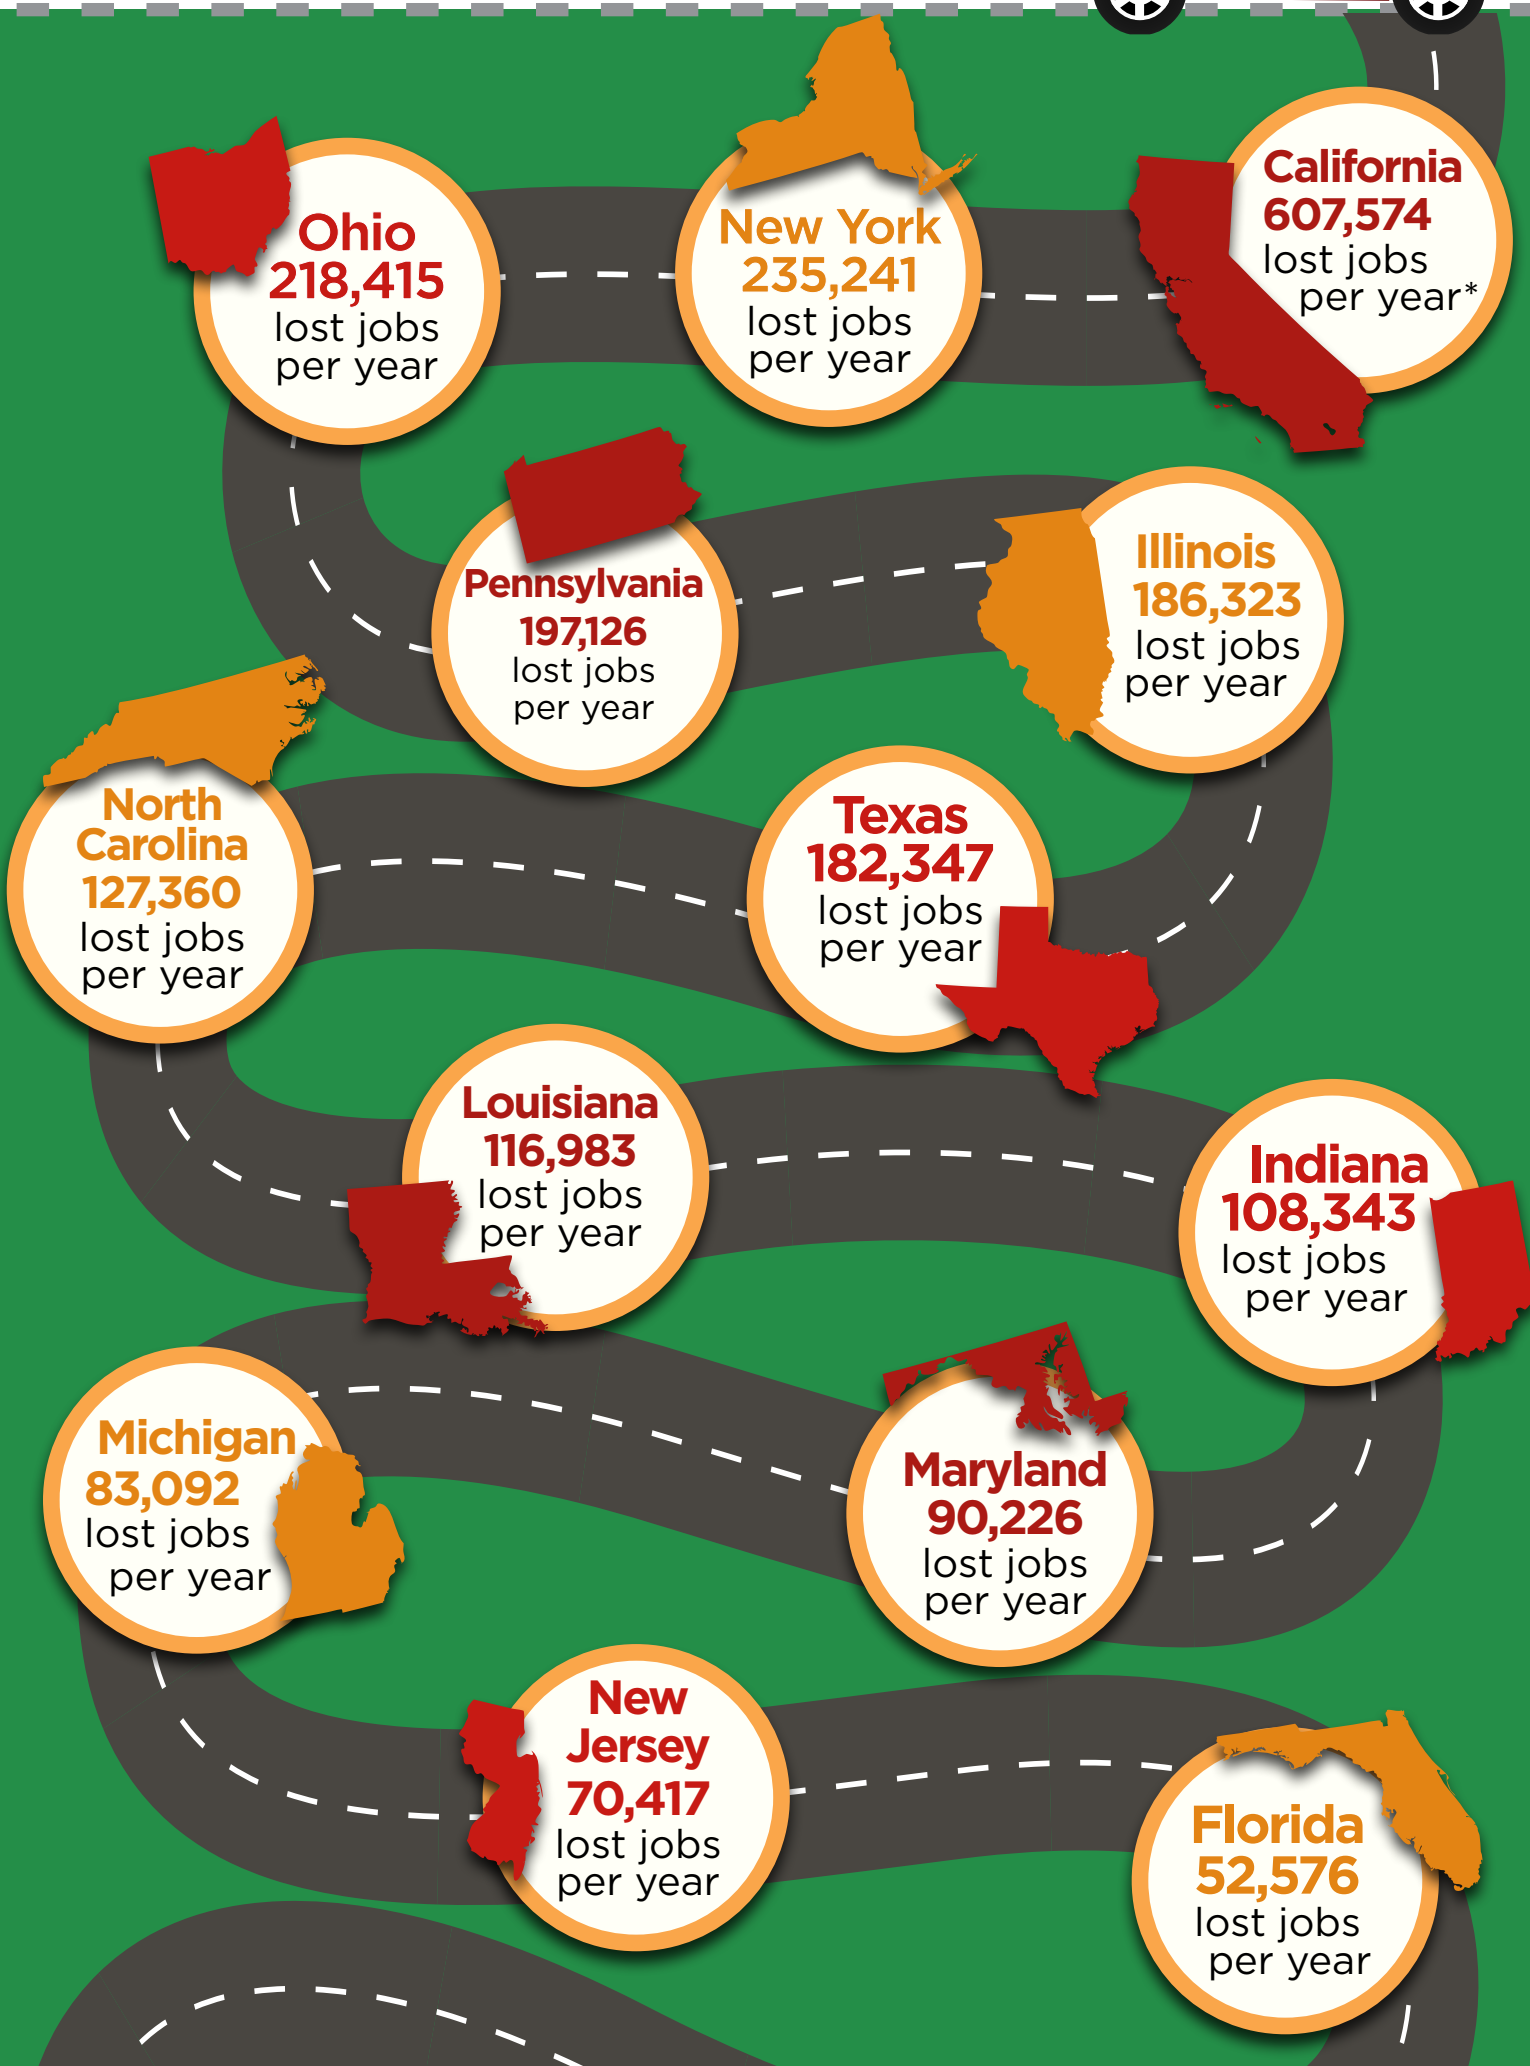 California
607,574
lost jobs
per year*
New York
235,241
lost jobs
per year
Ohio
218,415
lost jobs
per year
Pennsylvania
197,126
lost jobs
per year
Illinois
186,323
lost jobs
per year
Texas
182,347
lost jobs
per year
North
Carolina
127,360
lost jobs
per year
Louisiana
116,983
lost jobs
per year
Indiana
108,343
lost jobs
per year
Maryland
90,226
lost jobs
per year
Michigan
83,092
lost jobs
per year
New
Jersey
70,417
lost jobs
per year
Florida
52,576
lost jobs
per year